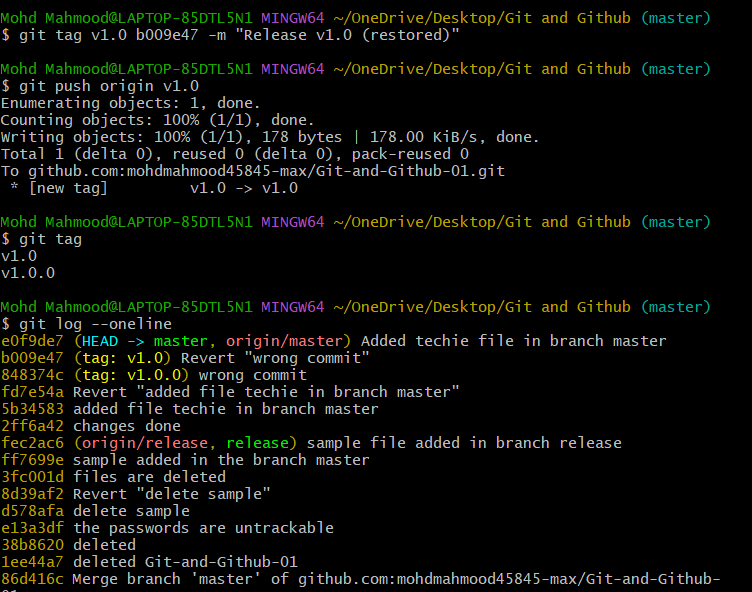 Mohd Mahmood@LAPTOP-85DTL5N1 MINGW64 ~/OneDrive/Desktop/Git and Github (master)
$ git tag v1.0 b009e47 -m "Release v1.0 (restored)"
Mohd Mahmood@LAPTOP-85DTL5N1 MINGW64 ~/OneDrive/Desktop/Git and Github (master)
$ git push origin v1.0
Enumerating objects: 1, done.
Counting objects: 100% (1/1), done.
Writing objects: 100% (1/1), 178 bytes | 178.00 KiB/s, done.
Total 1 (delta 0), reused 0 (delta 0), pack-reused 0
To github.com:mohdmahmood45845-max/Git-and-Github-01.git
 * [new tag]         v1.0 -> v1.0
Mohd Mahmood@LAPTOP-85DTL5N1 MINGW64 ~/OneDrive/Desktop/Git and Github (master)
$ git tag
v1.0
v1.0.0
Mohd Mahmood@LAPTOP-85DTL5N1 MINGW64 ~/OneDrive/Desktop/Git and Github (master)
$ git log --oneline
e0f9de7 (HEAD -> master, origin/master) Added techie file in branch master
b009e47 (tag: v1.0) Revert "wrong commit"
848374c (tag: v1.0.0) wrong commit
fd7e54a Revert "added file techie in branch master"
5b34583 added file techie in branch master
2ff6a42 changes done
fec2ac6 (origin/release, release) sample file added in branch release
ff7699e sample added in the branch master
3fc001d files are deleted
8d39af2 Revert "delete sample"
d578afa delete sample
e13a3df the passwords are untrackable
38b8620 deleted
1ee44a7 deleted Git-and-Github-01
86d416c Merge branch 'master' of github.com:mohdmahmood45845-max/Git-and-Github-